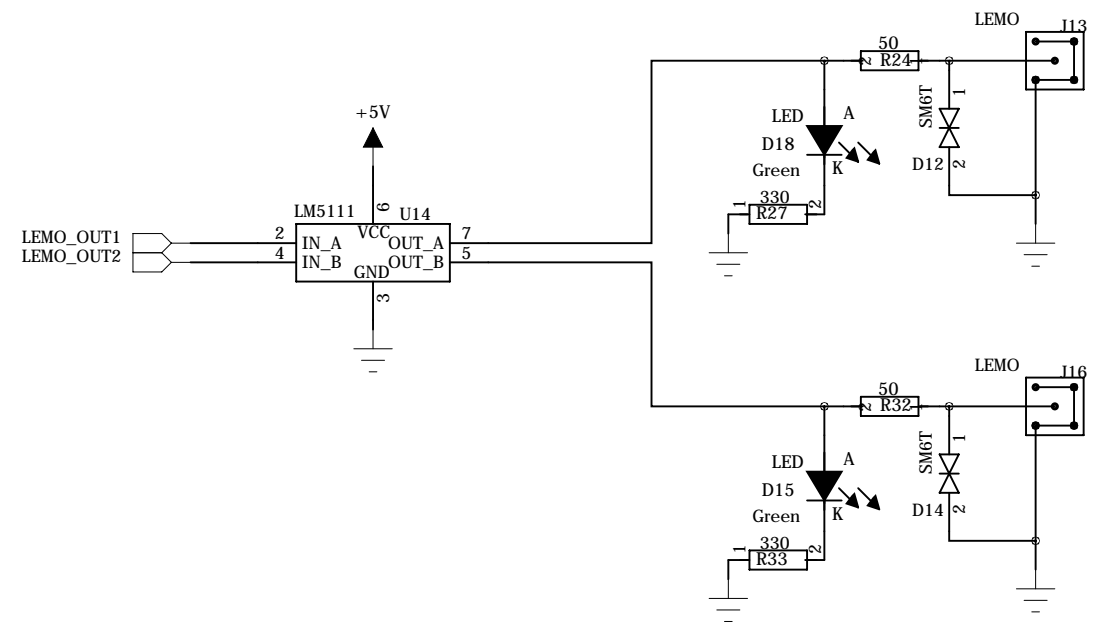 LEMO
J13
50
2 R24
SM6T
1
LED
A
D18
+5V
D12
2
Green
K
330
1
2
R27
6
LM5111
U14
VCC
LEMO_OUT1
2
IN_A
OUT_A
7
LEMO_OUT2
4
IN_B
OUT_B
5
GND
3
LEMO
J16
50
2 R32
SM6T
1
LED
A
D15
D14
2
Green
K
330
1
2
R33